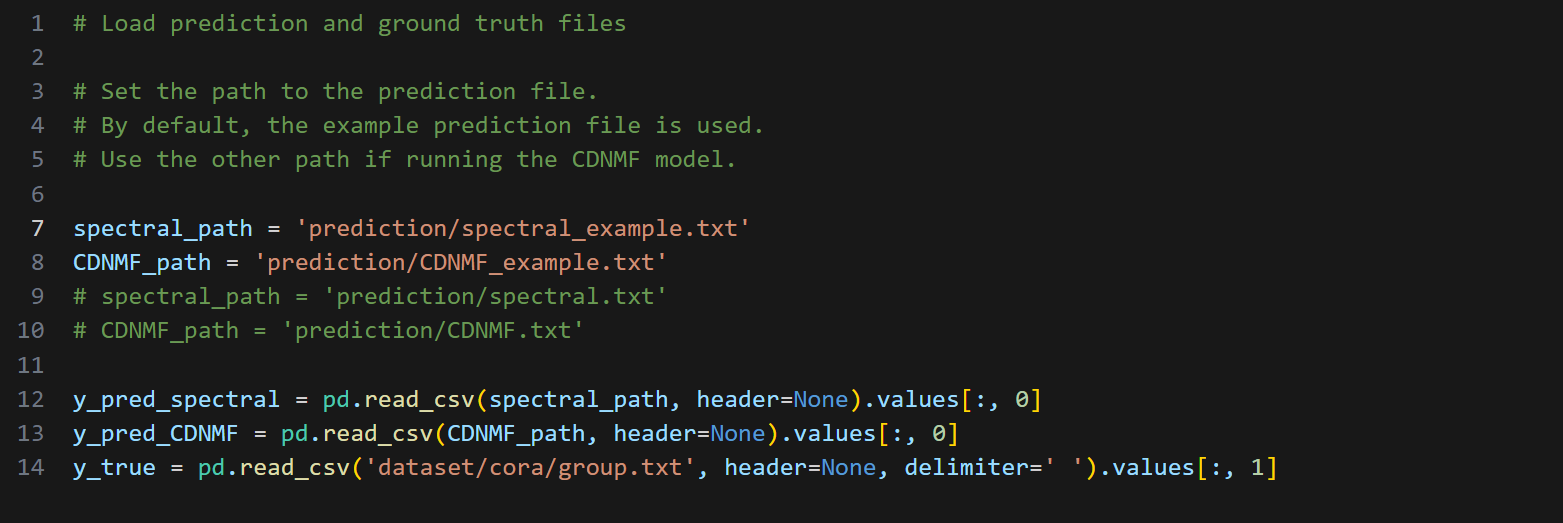 1 # Load prediction and ground truth files
2
3 # Set the path to the prediction file.
4 # By default, the example prediction file is used.
5 # Use the other path if running the CDNMF model.
6
7 spectral_path = 'prediction/spectral_example.txt'
8 CDNMF_path = 'prediction/CDNMF_example.txt'
9 # spectral_path = 'prediction/spectral.txt'
10 # CDNMF_path = 'prediction/CDNMF.txt'
11
12 y_pred_spectral = pd.read_csv(spectral_path, header=None).values[:, 0]
13 y_pred_CDNMF = pd.read_csv(CDNMF_path, header=None).values[:, 0]
14 y_true = pd.read_csv('dataset/cora/group.txt', header=None, delimiter=' ').values[:, 1]